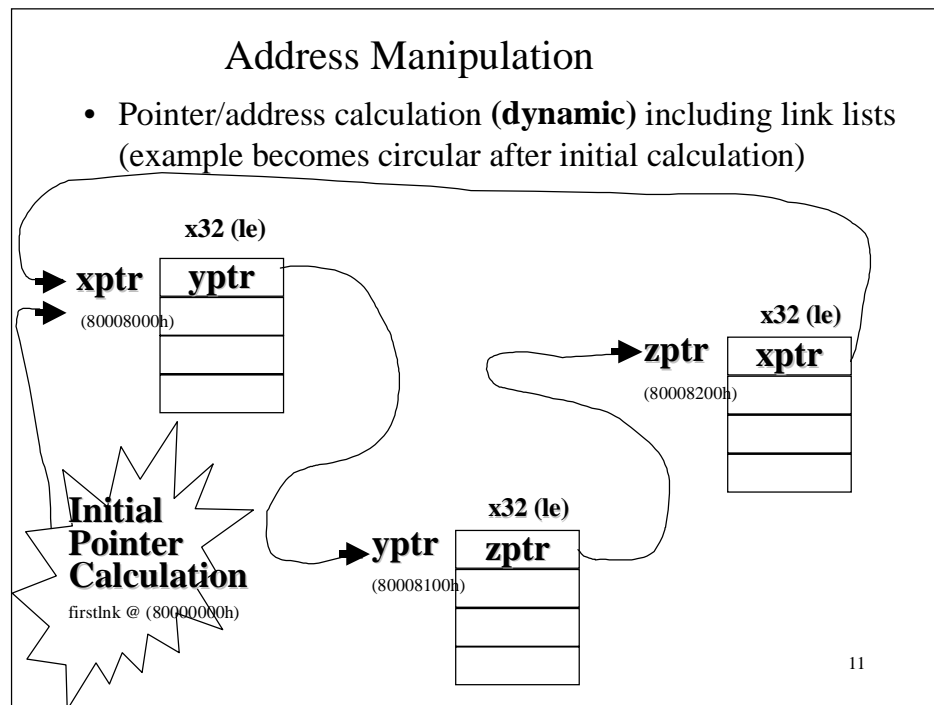 Address Manipulation
• Pointer/address calculation (dynamic) including link lists
(example becomes circular after initial calculation)
x32 (le)
xptr
yptr
(80008000h)
x32 (le)
zptr
xptr
(80008200h)
Initial
Pointer
Calculation
firstlnk @ (80000000h)
x32 (le)
yptr
zptr
(80008100h)
11